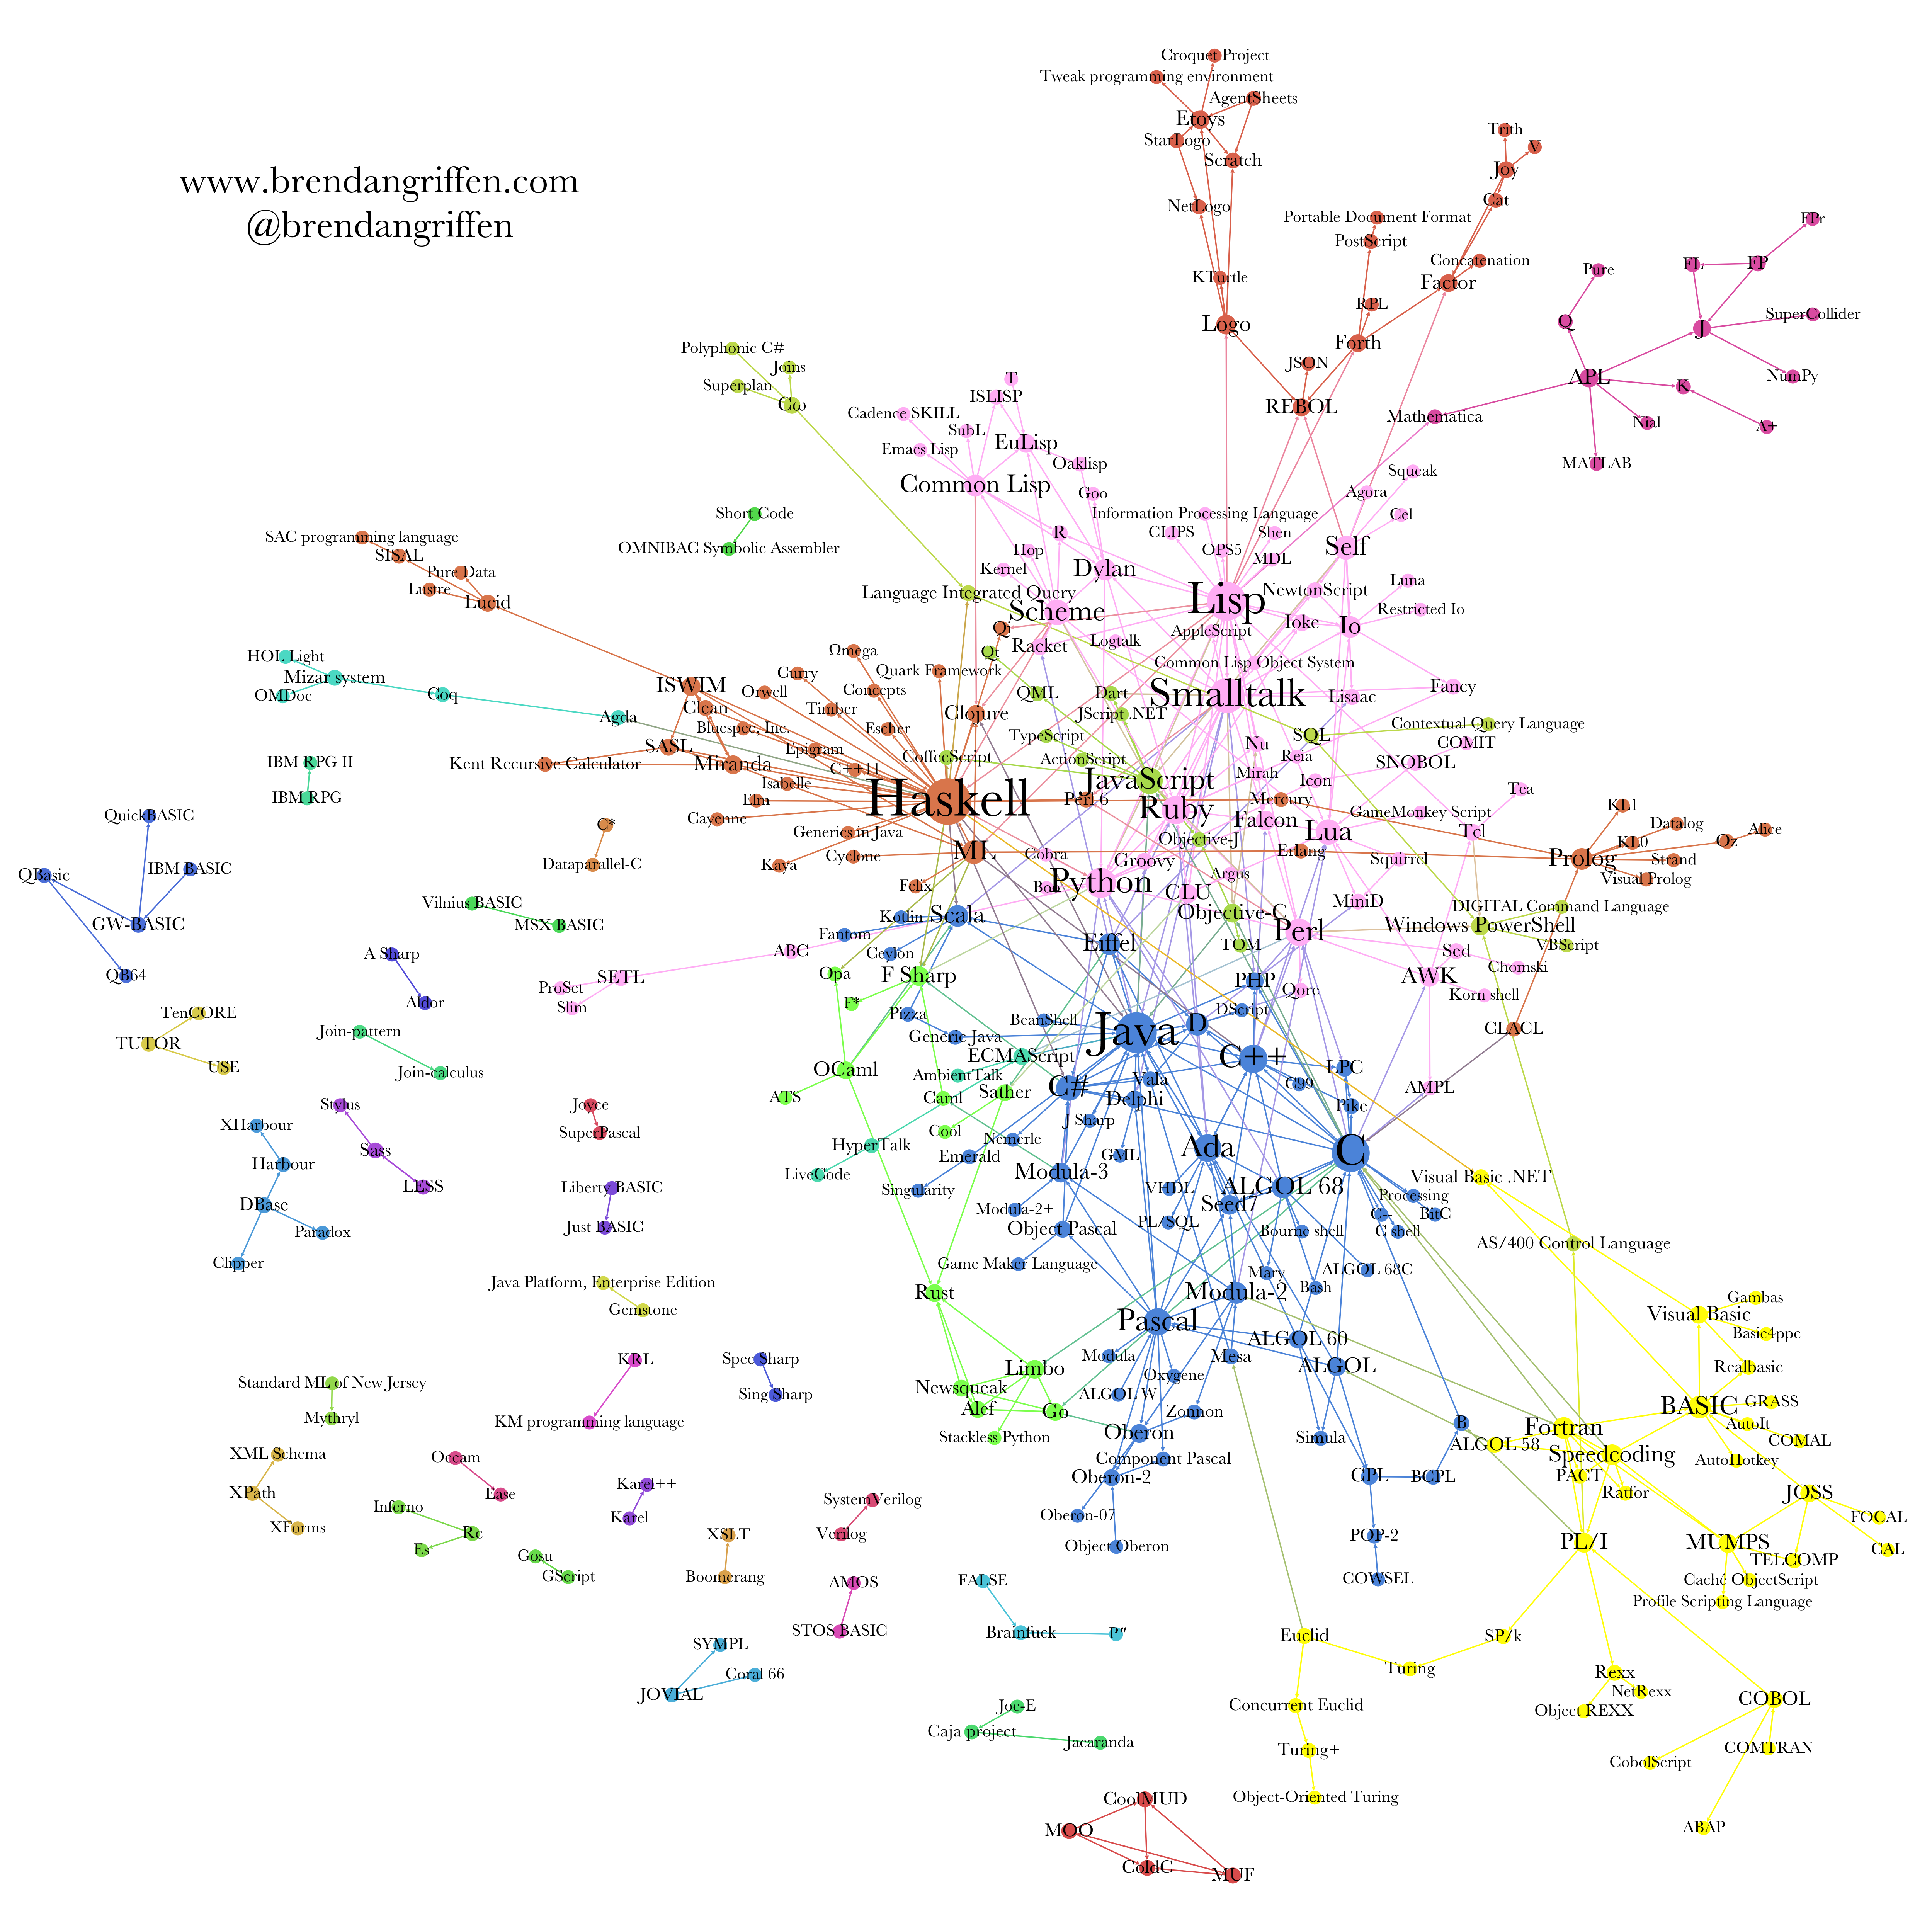 Croquet Project
Tweak programming environment
AgentSheets
Etoys
StarLogo
Scratch
Trith
V
Joy
www.brendangriffen.com
@brendangriffen
Cat
NetLogo
Portable Document Format
PostScript
FPr
Concatenation
FL
FP
Pure
KTurtle
Factor
RPL
SuperCollider
Logo
Q
J
Forth
Polyphonic C#
Joins
JSON
APL
NumPy
K
Superplan
Cω
T
ISLISP
REBOL
Cadence SKILL
Mathematica
Nial
A+
SubL
EuLisp
Emacs Lisp
Oaklisp
MATLAB
Squeak
Common Lisp
Goo
Agora
Short Code
Information Processing Language
Cel
R
CLIPS
Shen
SAC programming language
OMNIBAC Symbolic Assembler
Hop
OPS5
Self
SISAL
MDL
Pure Data
Kernel
Dylan
Luna
Lustre
Lucid
Language Integrated Query
NewtonScript
Lisp
Scheme
Restricted Io
Qi
AppleScript
Ioke
Io
Racket
Logtalk
HOL Light
Ωmega
Qt
Common Lisp Object System
Mizar system
Curry
Quark Framework
ISWIM
Orwell
Concepts
QML
Dart
Smalltalk
Lisaac
Fancy
OMDoc
Coq
Clean
Timber
Clojure
JScript .NET
Agda
Bluespec, Inc.
Escher
TypeScript
SQL
Contextual Query Language
COMIT
SASL
Epigram
CoffeeScript
ActionScript
Nu
Reia
SNOBOL
IBM RPG II
Kent Recursive Calculator
Miranda
C++11
JavaScript
Mirah
Icon
Isabelle
Tea
IBM RPG
Elm
Haskell
Perl 6
Ruby
Mercury
KL1
QuickBASIC
Cayenne
GameMonkey Script
C*
Generics in Java
Falcon
Lua
Tcl
Datalog
Alice
Objective-J
KL0
Oz
QBasic
IBM BASIC
Dataparallel-C
Kaya
Cyclone
ML
Cobra
Groovy
Erlang
Squirrel
Prolog
Strand
Argus
Felix
Boo
Python
CLU
Visual Prolog
Vilnius BASIC
MiniD
GW-BASIC
MSX BASIC
Kotlin
Scala
Objective-C
DIGITAL Command Language
Fantom
Eiffel
Perl
Windows PowerShell
A Sharp
ABC
Ceylon
TOM
Sed
VBScript
QB64
SETL
Opa
F Sharp
PHP
AWK
Chomski
ProSet
Qore
Korn shell
Aldor
Slim
F*
Pizza
DScript
TenCORE
BeanShell
Java
D
CLACL
Join-pattern
Generic Java
TUTOR
ECMAScript
C++
USE
Join-calculus
OCaml
AmbientTalk
Vala
LPC
C#
C99
AMPL
ATS
Caml
Sather
Delphi
Stylus
Joyce
Pike
XHarbour
SuperPascal
Cool
J Sharp
Nemerle
HyperTalk
Sass
Emerald
GML
Ada
C
Harbour
LiveCode
Modula-3
Visual Basic .NET
LESS
Liberty BASIC
Singularity
VHDL
ALGOL 68
Processing
DBase
Modula-2+
Seed7
C--
BitC
Paradox
Just BASIC
Object Pascal
PL/SQL
Bourne shell
C shell
AS/400 Control Language
Clipper
Game Maker Language
Mary
ALGOL 68C
Java Platform, Enterprise Edition
Bash
Rust
Modula-2
Gambas
Gemstone
Visual Basic
Pascal
Basic4ppc
ALGOL 60
Spec Sharp
KRL
Modula
Mesa
ALGOL
Realbasic
Limbo
Oxygene
Standard ML of New Jersey
Sing Sharp
Newsqueak
ALGOL W
GRASS
BASIC
Mythryl
KM programming language
Alef
Go
Zonnon
B
Fortran
AutoIt
Stackless Python
Oberon
Simula
ALGOL 58
COMAL
XML Schema
Occam
Component Pascal
Speedcoding
AutoHotkey
Karel++
Oberon-2
CPL
BCPL
PACT
XPath
Ease
SystemVerilog
Ratfor
JOSS
Inferno
Karel
Oberon-07
FOCAL
XForms
Rc
XSLT
Verilog
POP-2
PL/I
MUMPS
Es
Object Oberon
CAL
Gosu
TELCOMP
GScript
Boomerang
AMOS
FALSE
COWSEL
Caché ObjectScript
Profile Scripting Language
STOS BASIC
Brainfuck
P″
Euclid
SP/k
SYMPL
Turing
Coral 66
Rexx
JOVIAL
NetRexx
Joe-E
Concurrent Euclid
Object REXX
COBOL
Caja project
Jacaranda
Turing+
COMTRAN
CobolScript
CoolMUD
Object-Oriented Turing
MOO
ABAP
ColdC
MUF